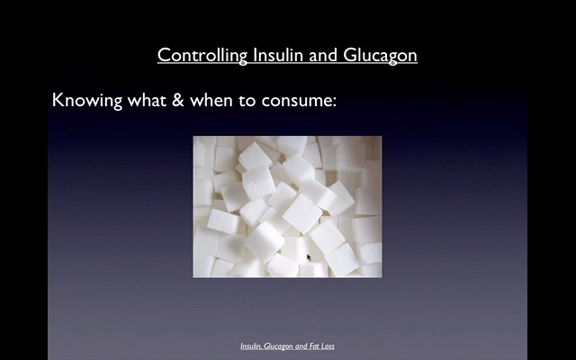 Controlling Insulin and Glucagon
Knowing what & when to consume:
Insulin, Glucagon and Fat Loss